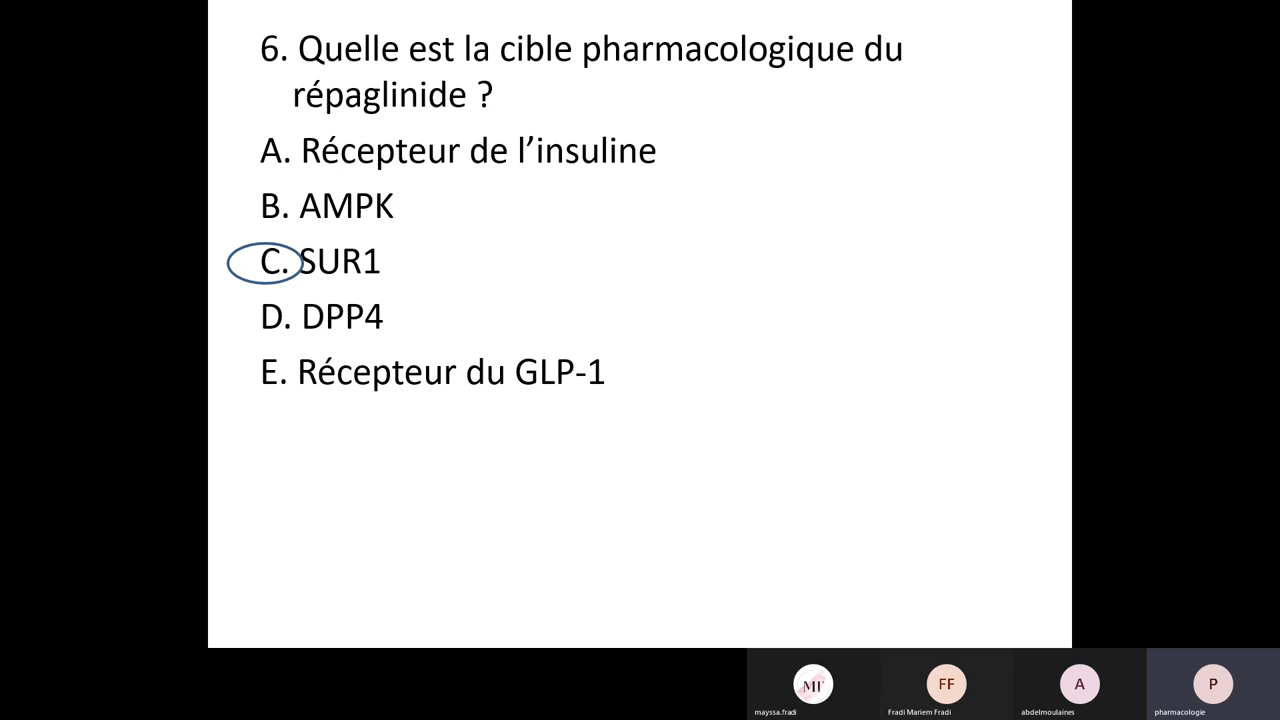 6. Quelle est la cible pharmacologique du
répaglinide ?
A. Récepteur de l’insuline
B. AMPK
C. SUR1
D. DPP4
E. Récepteur du GLP-1
MF
FF
A
P
mayssa.fradi
Fradi Mariem Fradi
abdelmoulaines
pharmacologie